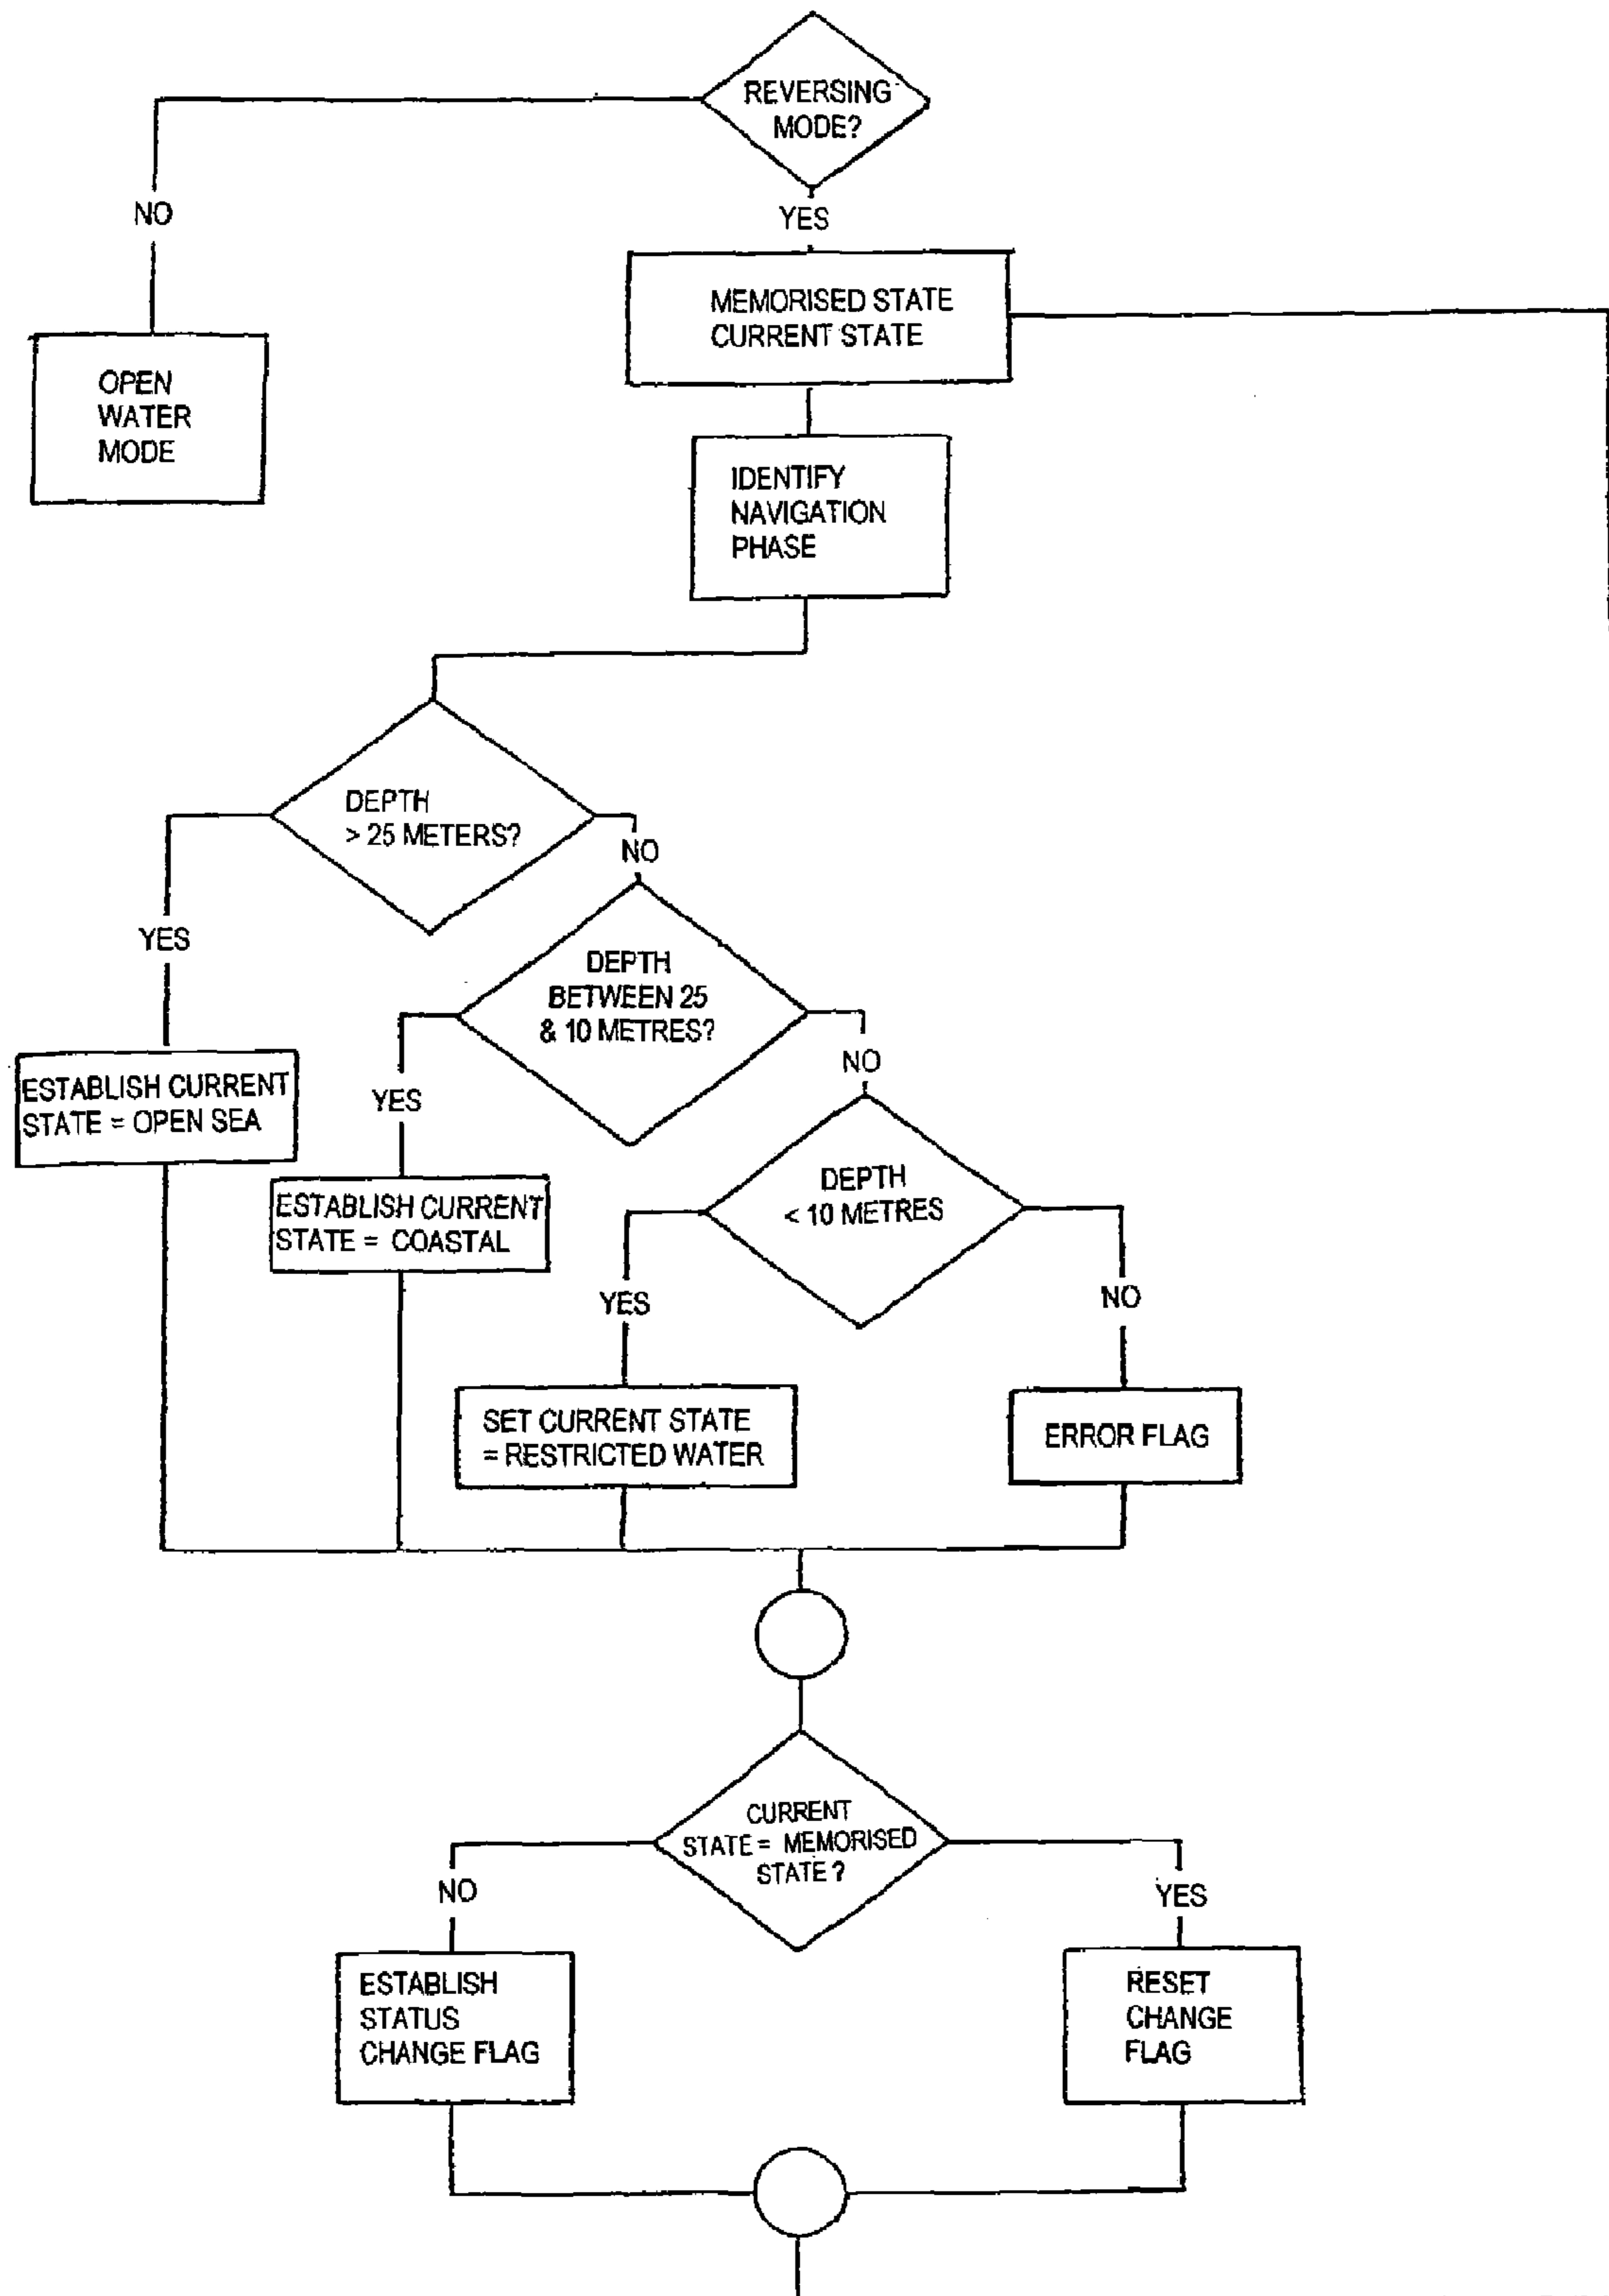 REVERSING
MODE?
NO
YES
MEMORISED STATE
CURRENT STATE
OPEN
WATER
MODE
IDENTIFY
NAVIGATION
PHASE
DEPTH
> 25 METERS?
NO
YES
DEPTH
BETWEEN 25
& 10 METRES?
NO
YES
ESTABLISH CURRENT
STATE = OPEN SEA
DEPTH
< 10 METRES
ESTABLISH CURRENT
STATE = COASTAL
YES
NO
SET CURRENT STATE
= RESTRICTED WATER
ERROR FLAG
CURRENT
STATE = MEMORISED
STATE ?
NO
YES
ESTABLISH
STATUS
CHANGE FLAG
RESET
CHANGE
FLAG